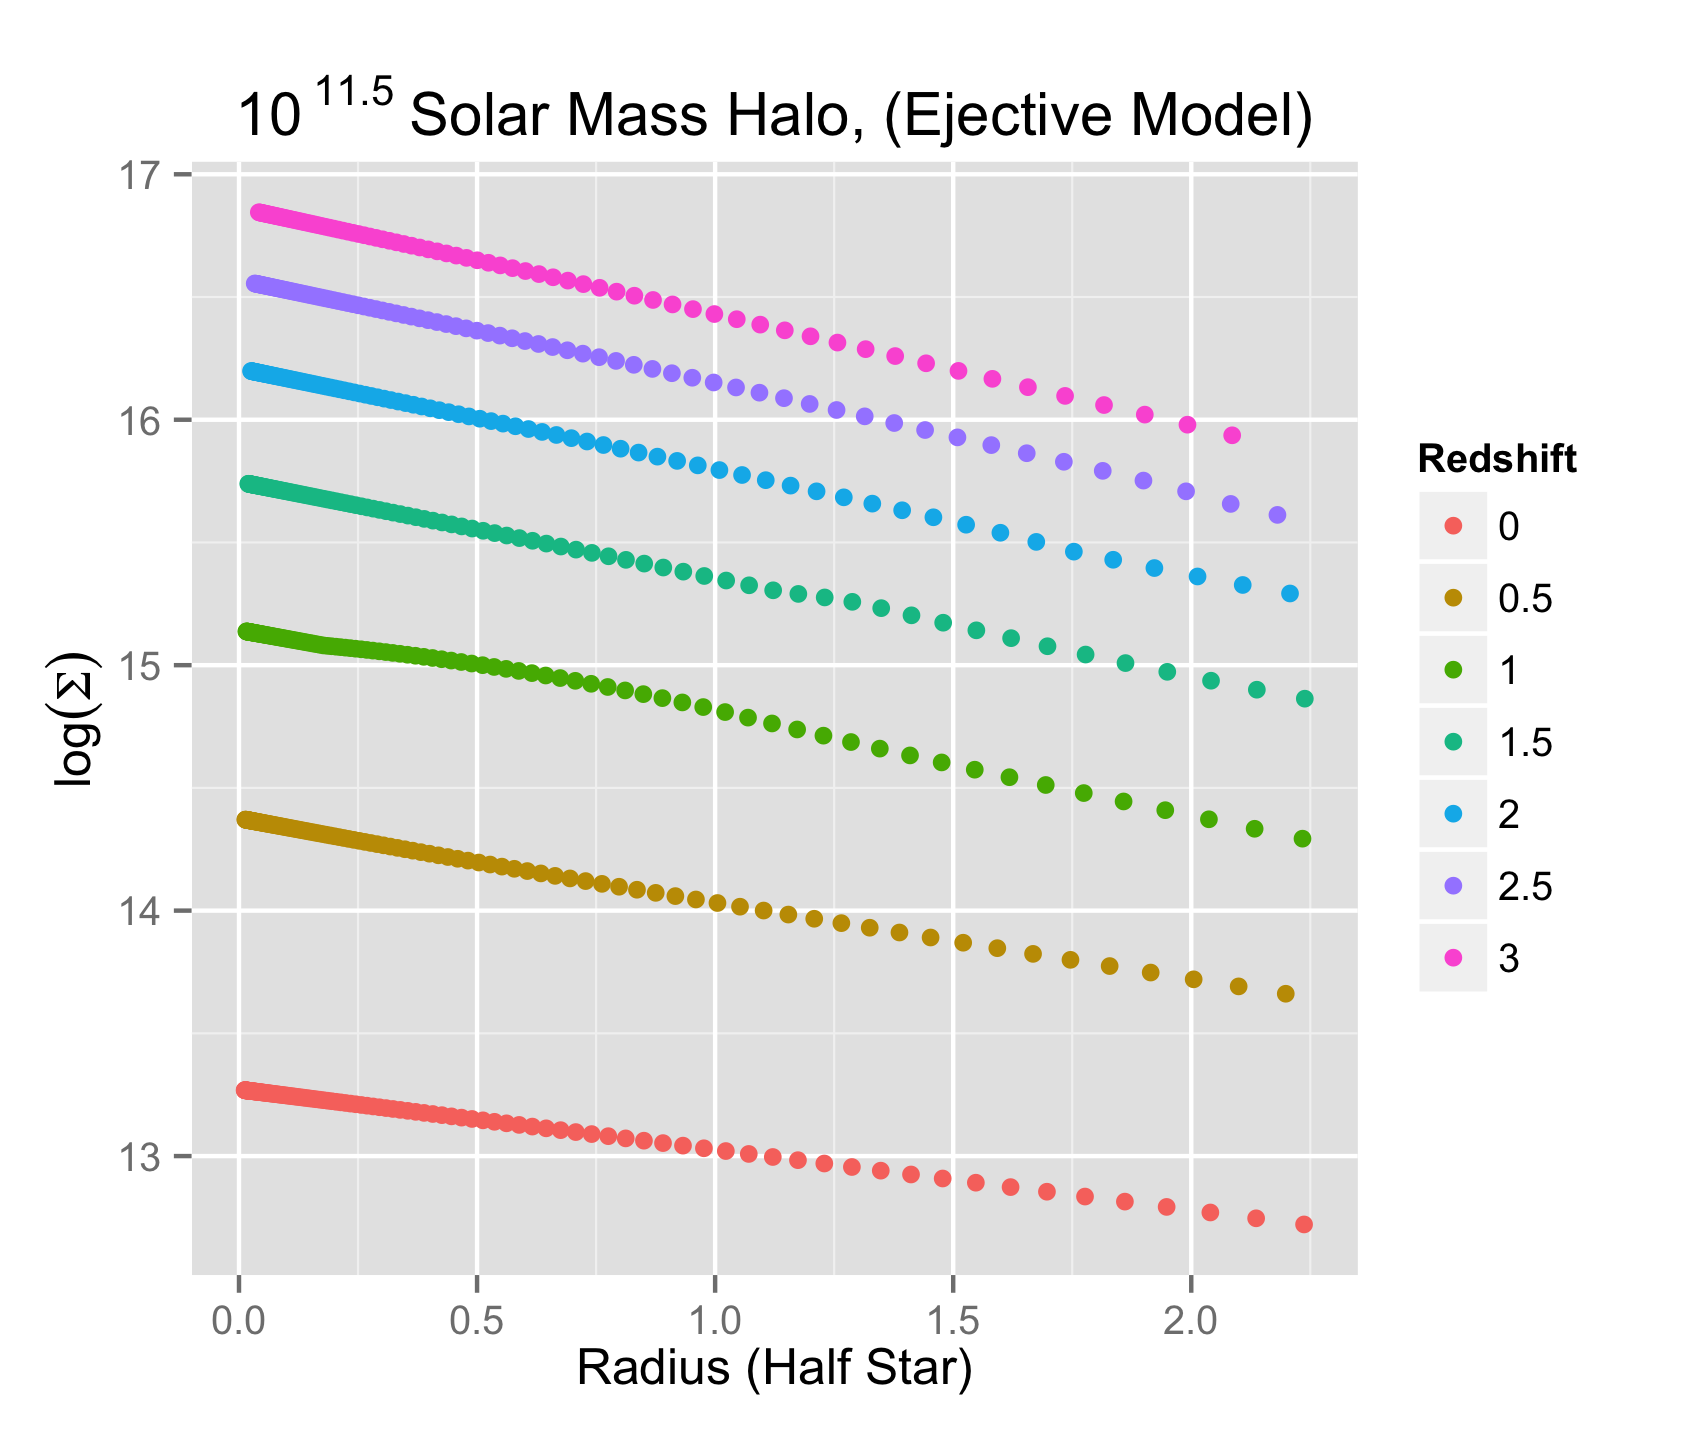 10 11.5 Solar Mass Halo, (Ejective Model)
17
16
15
14
13
log(Σ)
0.0 0.5 1.0 1.5 2.0
Radius (Half Star)
Redshift
0
0.5
1
1.5
2
2.5
3